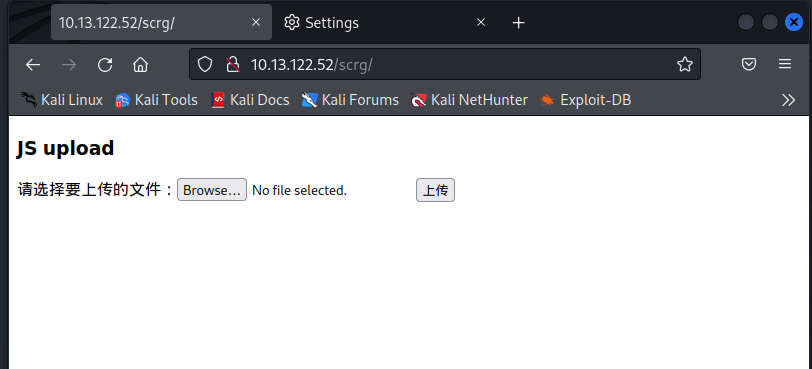 10.13.122.52/scrg/ Settings
10.13.122.52/scrg/
Kali Linux Kali Tools Kali Docs Kali Forums Kali NetHunter Exploit-DB
JS upload
请选择要上传的文件：Browse... No file selected. 上传